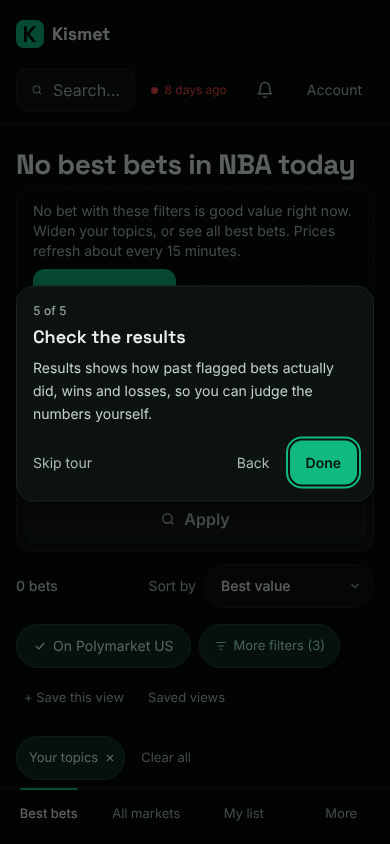 Kismet
Search...
8 days ago
Account
No best bets in NBA today
No bet with these filters is good value right now.
Widen your topics, or see all best bets. Prices
refresh about every 15 minutes.
5 of 5
Check the results
Results shows how past flagged bets actually
did, wins and losses, so you can judge the
numbers yourself.
Skip tour
Back
Done
Apply
0 bets
Sort by
Best value
On Polymarket US
More filters (3)
+ Save this view
Saved views
Your topics ×
Clear all
Best bets
All markets
My list
More